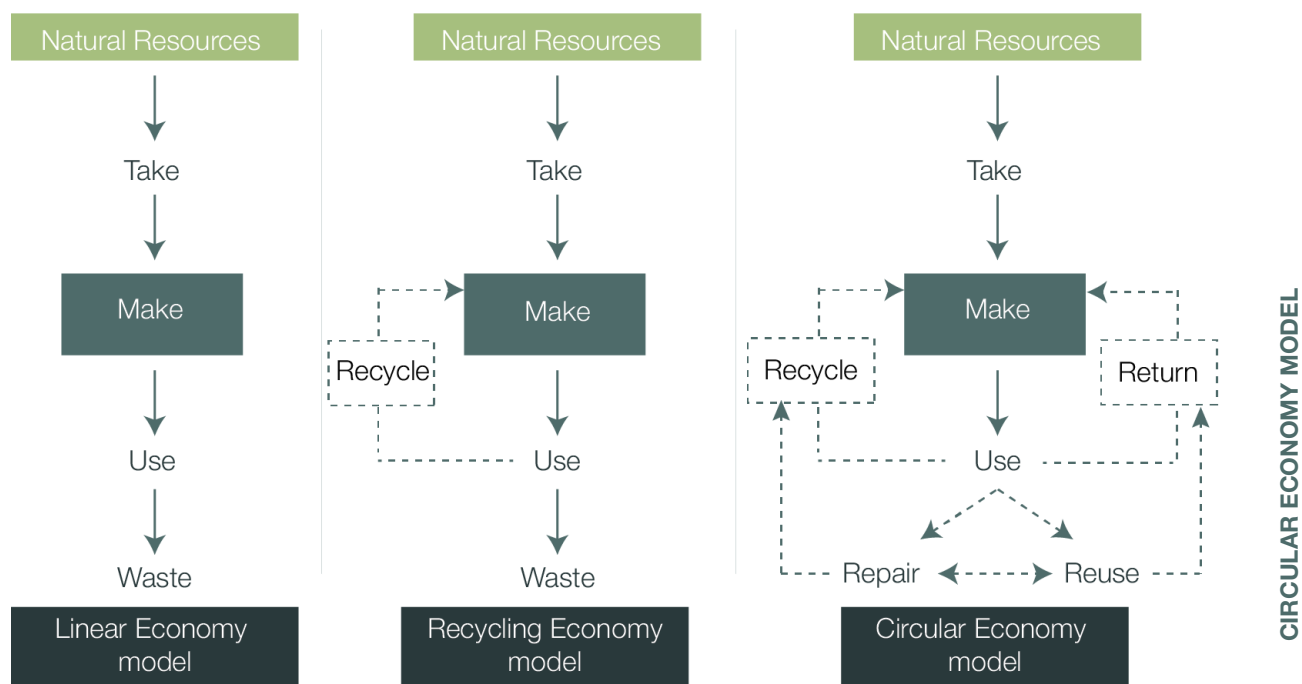 Natural Resources
Take
Make
Recycle
Use
Waste
Linear Economy
model
Natural Resources
Take
Make
Recycle
Use
Waste
Recycling Economy
model
Natural Resources
Take
Make
Recycle
Return
Use
Repair
Reuse
Circular Economy
model
CIRCULAR ECONOMY MODEL